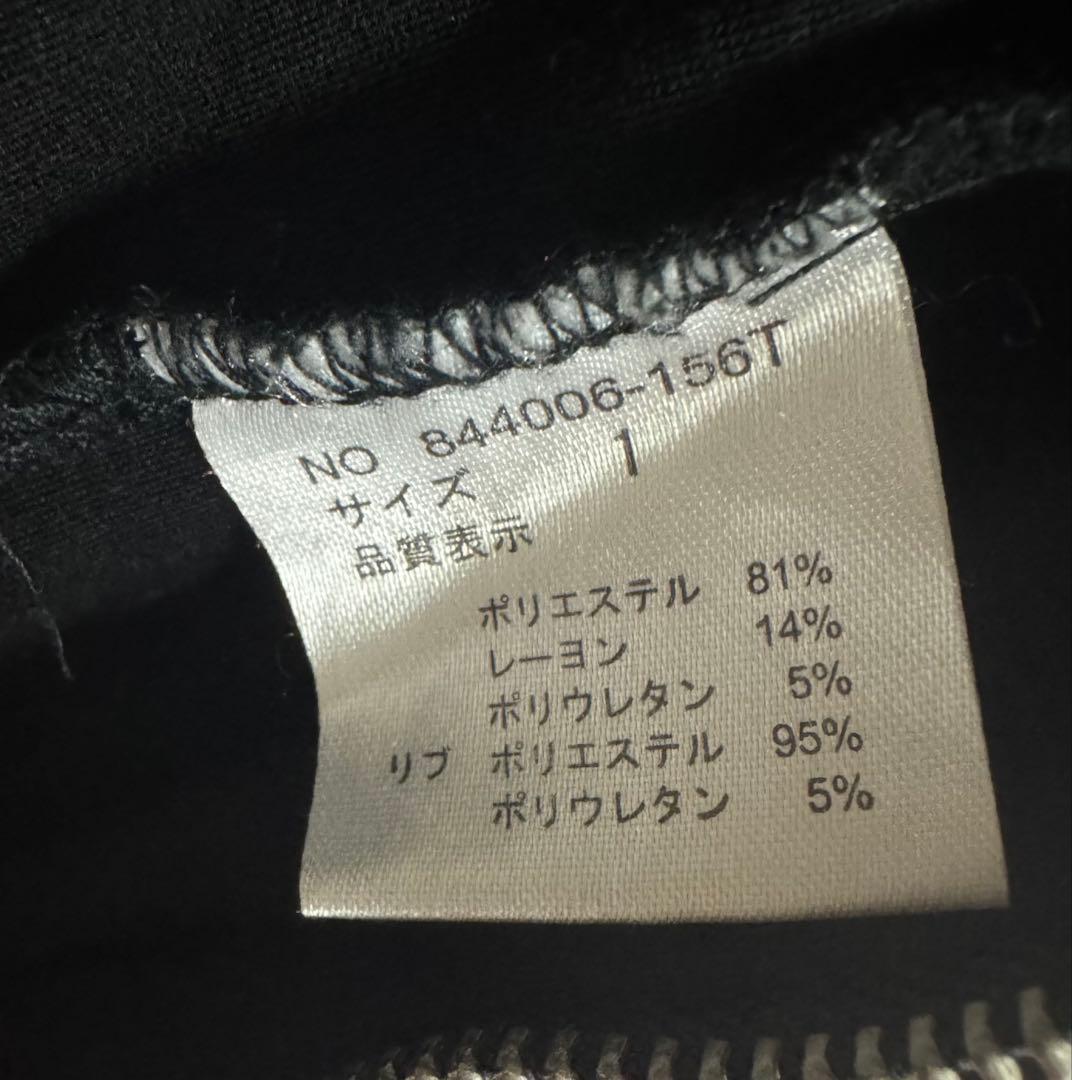 NO 844006-156T
サイズ 1
品質表示
ポリエステル 81%
レーヨン 14%
ポリウレタン 5%
リブ ポリエステル 95%
ポリウレタン 5%